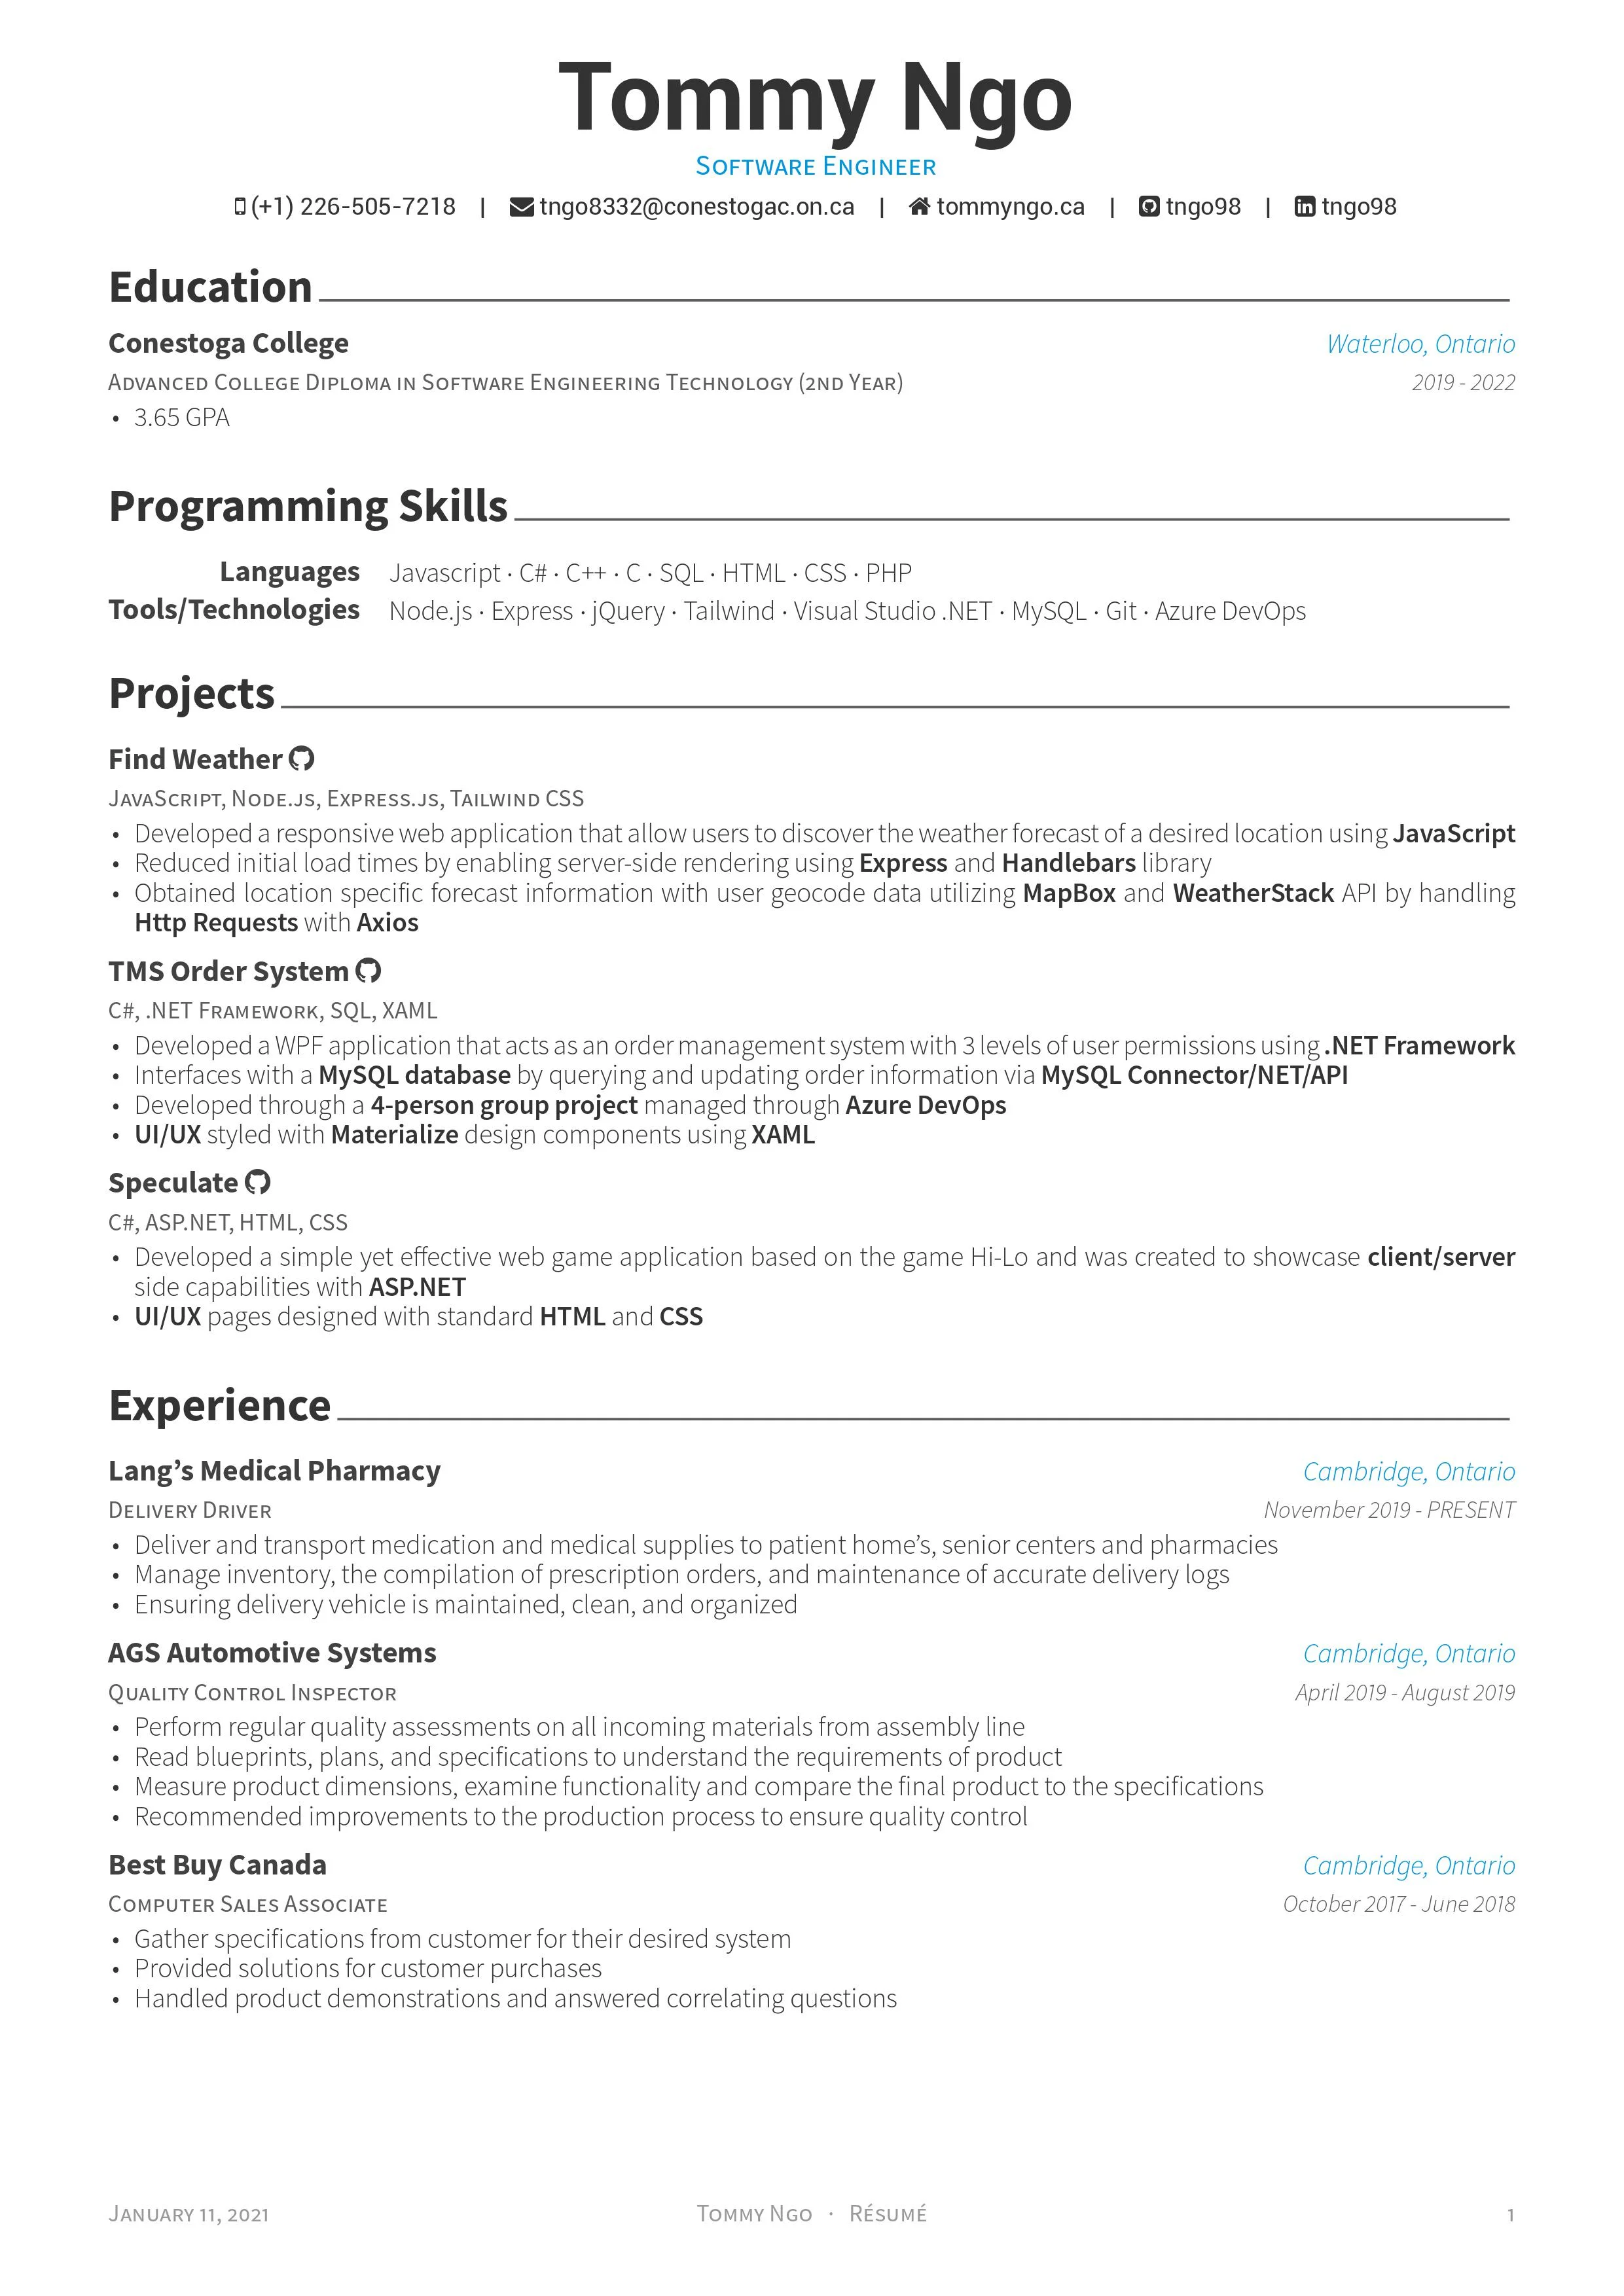 Tommy Ngo
Software Engineer
(+1) 226-505-7218 | tngo8332@conestogac.on.ca | tommyngo.ca | tngo98 | tngo98
Education
Conestoga College Waterloo, Ontario
Advanced College Diploma in Software Engineering Technology (2nd Year) 2019 - 2022
• 3.65 GPA
Programming Skills
Languages Javascript · C# · C++ · C · SQL · HTML · CSS · PHP
Tools/Technologies Node.js · Express · jQuery · Tailwind · Visual Studio .NET · MySQL · Git · Azure DevOps
Projects
Find Weather
JavaScript, Node.js, Express.js, Tailwind CSS
• Developed a responsive web application that allow users to discover the weather forecast of a desired location using JavaScript
• Reduced initial load times by enabling server-side rendering using Express and Handlebars library
• Obtained location specific forecast information with user geocode data utilizing MapBox and WeatherStack API by handling
Http Requests with Axios
TMS Order System
C#, .NET Framework, SQL, XAML
• Developed a WPF application that acts as an order management system with 3 levels of user permissions using .NET Framework
• Interfaces with a MySQL database by querying and updating order information via MySQL Connector/NET/API
• Developed through a 4-person group project managed through Azure DevOps
• UI/UX styled with Materialize design components using XAML
Speculate
C#, ASP.NET, HTML, CSS
• Developed a simple yet effective web game application based on the game Hi-Lo and was created to showcase client/server
side capabilities with ASP.NET
• UI/UX pages designed with standard HTML and CSS
Experience
Lang's Medical Pharmacy Cambridge, Ontario
Delivery Driver November 2019 - PRESENT
• Deliver and transport medication and medical supplies to patient home's, senior centers and pharmacies
• Manage inventory, the compilation of prescription orders, and maintenance of accurate delivery logs
• Ensuring delivery vehicle is maintained, clean, and organized
AGS Automotive Systems Cambridge, Ontario
Quality Control Inspector April 2019 - August 2019
• Perform regular quality assessments on all incoming materials from assembly line
• Read blueprints, plans, and specifications to understand the requirements of product
• Measure product dimensions, examine functionality and compare the final product to the specifications
• Recommended improvements to the production process to ensure quality control
Best Buy Canada Cambridge, Ontario
Computer Sales Associate October 2017 - June 2018
• Gather specifications from customer for their desired system
• Provided solutions for customer purchases
• Handled product demonstrations and answered correlating questions
January 11, 2021 Tommy Ngo · Résumé 1